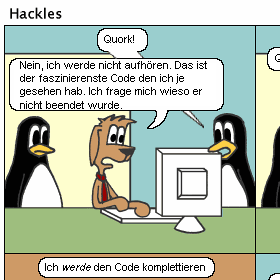 Hackles
Quork!
Nein, ich werde nicht aufhören. Das ist
der faszinierenste Code den ich je
gesehen hab. Ich frage mich wieso er
nicht beendet wurde.
Ich werde den Code komplettieren